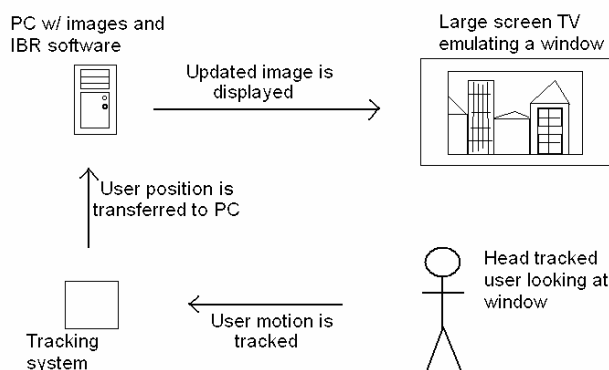 PC w/ images and
IBR software
Large screen TV
emulating a window
Updated image is
displayed
User position is
transferred to PC
Head tracked
user looking at
window
User motion is
tracked
Tracking
system